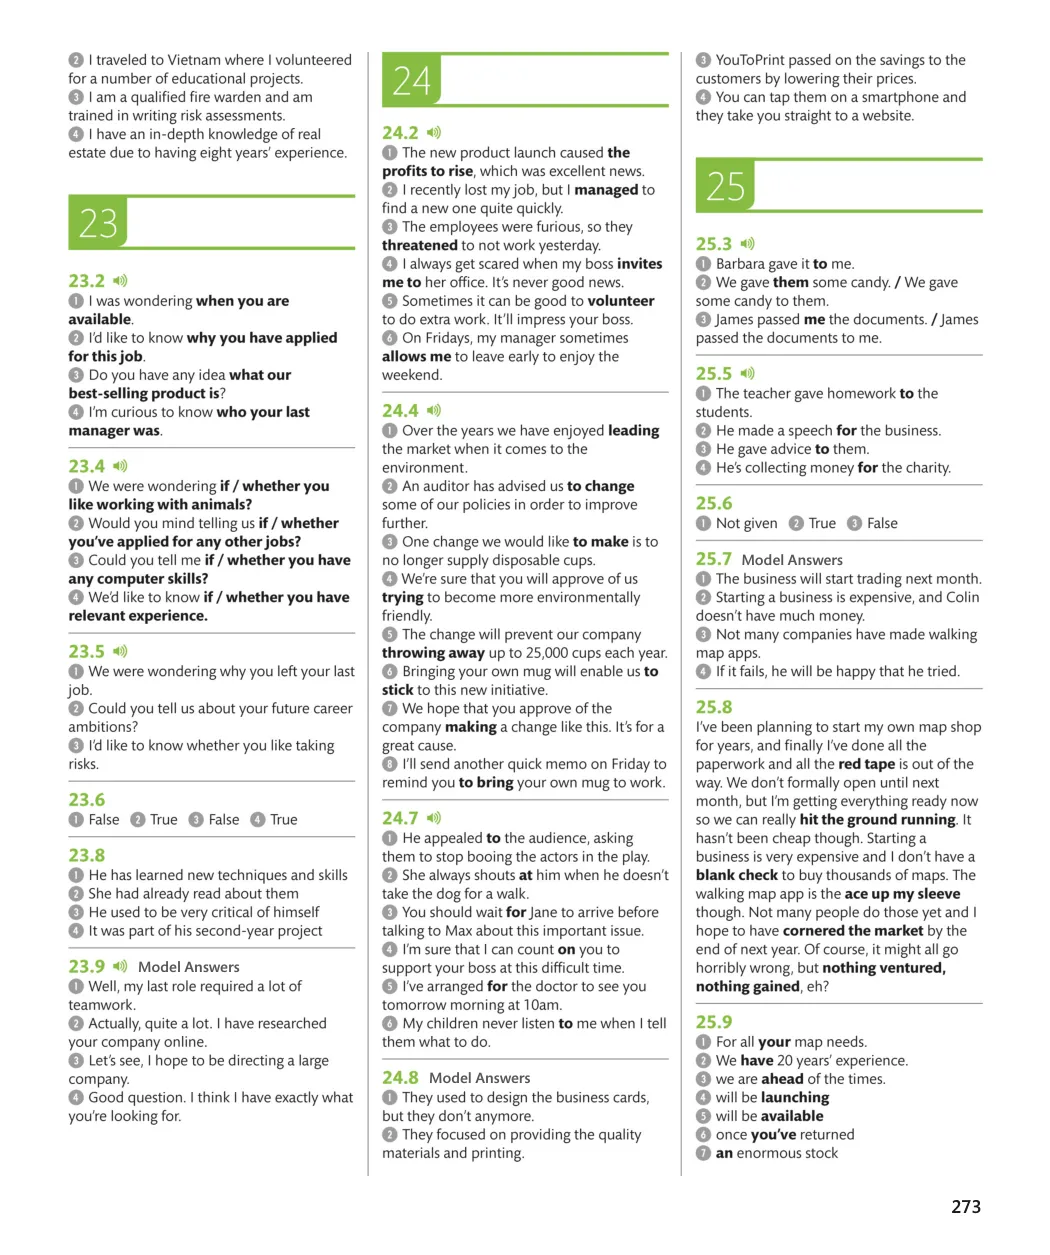 2 I traveled to Vietnam where I volunteered
for a number of educational projects.
3 I am a qualified fire warden and am
trained in writing risk assessments.
4 I have an in-depth knowledge of real
estate due to having eight years’ experience.
23
23.2
1 I was wondering when you are
available.
2 I’d like to know why you have applied
for this job.
3 Do you have any idea what our
best-selling product is?
4 I’m curious to know who your last
manager was.
23.4
1 We were wondering if / whether you
like working with animals?
2 Would you mind telling us if / whether
you’ve applied for any other jobs?
3 Could you tell me if / whether you have
any computer skills?
4 We’d like to know if / whether you have
relevant experience.
23.5
1 We were wondering why you left your last
job.
2 Could you tell us about your future career
ambitions?
3 I’d like to know whether you like taking
risks.
23.6
1 False 2 True 3 False 4 True
23.8
1 He has learned new techniques and skills
2 She had already read about them
3 He used to be very critical of himself
4 It was part of his second-year project
23.9 Model Answers
1 Well, my last role required a lot of
teamwork.
2 Actually, quite a lot. I have researched
your company online.
3 Let’s see, I hope to be directing a large
company.
4 Good question. I think I have exactly what
you’re looking for.
24
24.2
1 The new product launch caused the
profits to rise, which was excellent news.
2 I recently lost my job, but I managed to
find a new one quite quickly.
3 The employees were furious, so they
threatened to not work yesterday.
4 I always get scared when my boss invites
me to her office. It’s never good news.
5 Sometimes it can be good to volunteer
to do extra work. It’ll impress your boss.
6 On Fridays, my manager sometimes
allows me to leave early to enjoy the
weekend.
24.4
1 Over the years we have enjoyed leading
the market when it comes to the
environment.
2 An auditor has advised us to change
some of our policies in order to improve
further.
3 One change we would like to make is to
no longer supply disposable cups.
4 We’re sure that you will approve of us
trying to become more environmentally
friendly.
5 The change will prevent our company
throwing away up to 25,000 cups each year.
6 Bringing your own mug will enable us to
stick to this new initiative.
7 We hope that you approve of the
company making a change like this. It’s for a
great cause.
8 I’ll send another quick memo on Friday to
remind you to bring your own mug to work.
24.7
1 He appealed to the audience, asking
them to stop booing the actors in the play.
2 She always shouts at him when he doesn’t
take the dog for a walk.
3 You should wait for Jane to arrive before
talking to Max about this important issue.
4 I’m sure that I can count on you to
support your boss at this difficult time.
5 I’ve arranged for the doctor to see you
tomorrow morning at 10am.
6 My children never listen to me when I tell
them what to do.
24.8 Model Answers
1 They used to design the business cards,
but they don’t anymore.
2 They focused on providing the quality
materials and printing.
3 YouToPrint passed on the savings to the
customers by lowering their prices.
4 You can tap them on a smartphone and
they take you straight to a website.
25
25.3
1 Barbara gave it to me.
2 We gave them some candy. / We gave
some candy to them.
3 James passed me the documents. / James
passed the documents to me.
25.5
1 The teacher gave homework to the
students.
2 He made a speech for the business.
3 He gave advice to them.
4 He’s collecting money for the charity.
25.6
1 Not given 2 True 3 False
25.7 Model Answers
1 The business will start trading next month.
2 Starting a business is expensive, and Colin
doesn’t have much money.
3 Not many companies have made walking
map apps.
4 If it fails, he will be happy that he tried.
25.8
I’ve been planning to start my own map shop
for years, and finally I’ve done all the
paperwork and all the red tape is out of the
way. We don’t formally open until next
month, but I’m getting everything ready now
so we can really hit the ground running. It
hasn’t been cheap though. Starting a
business is very expensive and I don’t have a
blank check to buy thousands of maps. The
walking map app is the ace up my sleeve
though. Not many people do those yet and I
hope to have cornered the market by the
end of next year. Of course, it might all go
horribly wrong, but nothing ventured,
nothing gained, eh?
25.9
1 For all your map needs.
2 We have 20 years’ experience.
3 we are ahead of the times.
4 will be launching
5 will be available
6 once you’ve returned
7 an enormous stock
273